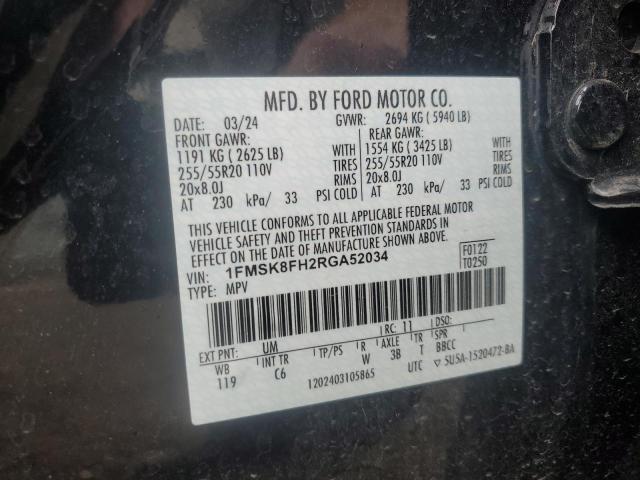 MFD. BY FORD MOTOR CO.
DATE: 03/24 GVWR: 2694 KG (5940 LB)
FRONT GAWR: REAR GAWR:
1191 KG (2625 LB) WITH 1554 KG (3425 LB) WITH
255/55R20 110V TIRES 255/55R20 110V TIRES
20x8.0J RIMS 20x8.0J RIMS
AT 230 kPa/ 33 PSI COLD AT 230 kPa/ 33 PSI COLD
THIS VEHICLE CONFORMS TO ALL APPLICABLE FEDERAL MOTOR
VEHICLE SAFETY AND THEFT PREVENTION STANDARDS IN EFFECT
ON THE DATE OF MANUFACTURE SHOWN ABOVE.
VIN: 1FMSK8FH2RGA52034 F0122
TYPE: MPV T0250
EXT PNT: UM RC: 11 DSO:
WB INT TR TP/PS R AXLE TR SPR
119 C6 W 3B T BBCC
1202403105865 UTC ▽ 5U5A-1520472-BA